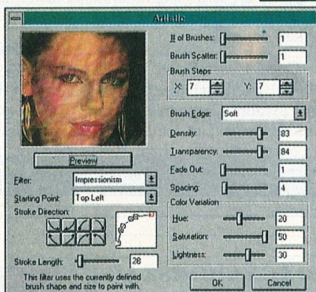 Artistic
# of Brushes: 1
Brush Scatter: 1
Brush Steps
X: 7 Y: 7
Brush Edge: Soft
Density: 83
Transparency: 84
Fade Out: 1
Spacing: 4
Color Variation
Hue: 20
Saturation: 50
Lightness: 30
Preview
Filter: Impressionism
Starting Point: Top Left
Stroke Direction:
Stroke Length: 28
This filter uses the currently defined
brush shape and size to paint with.
OK Cancel